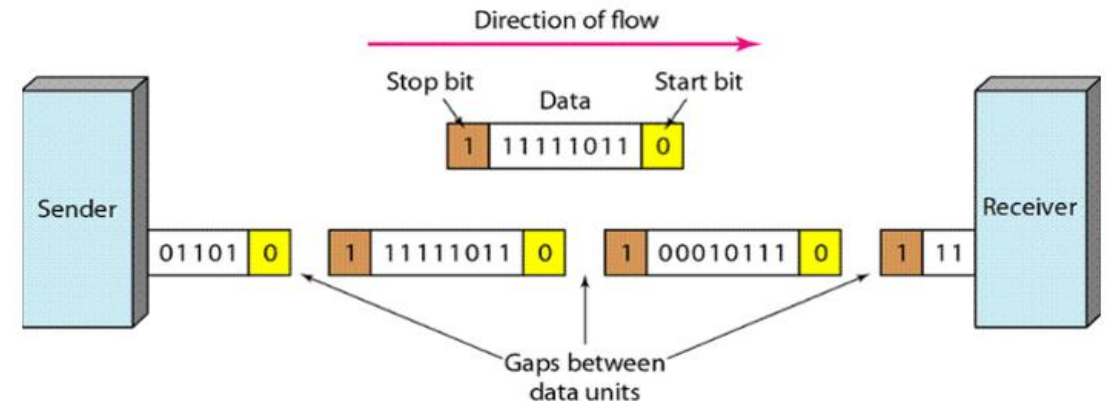 Direction of flow
Stop bit
Data
Start bit
1 11111011 0
Sender
Receiver
01101 0
1 11111011 0
1 00010111 0
1 11
Gaps between
data units